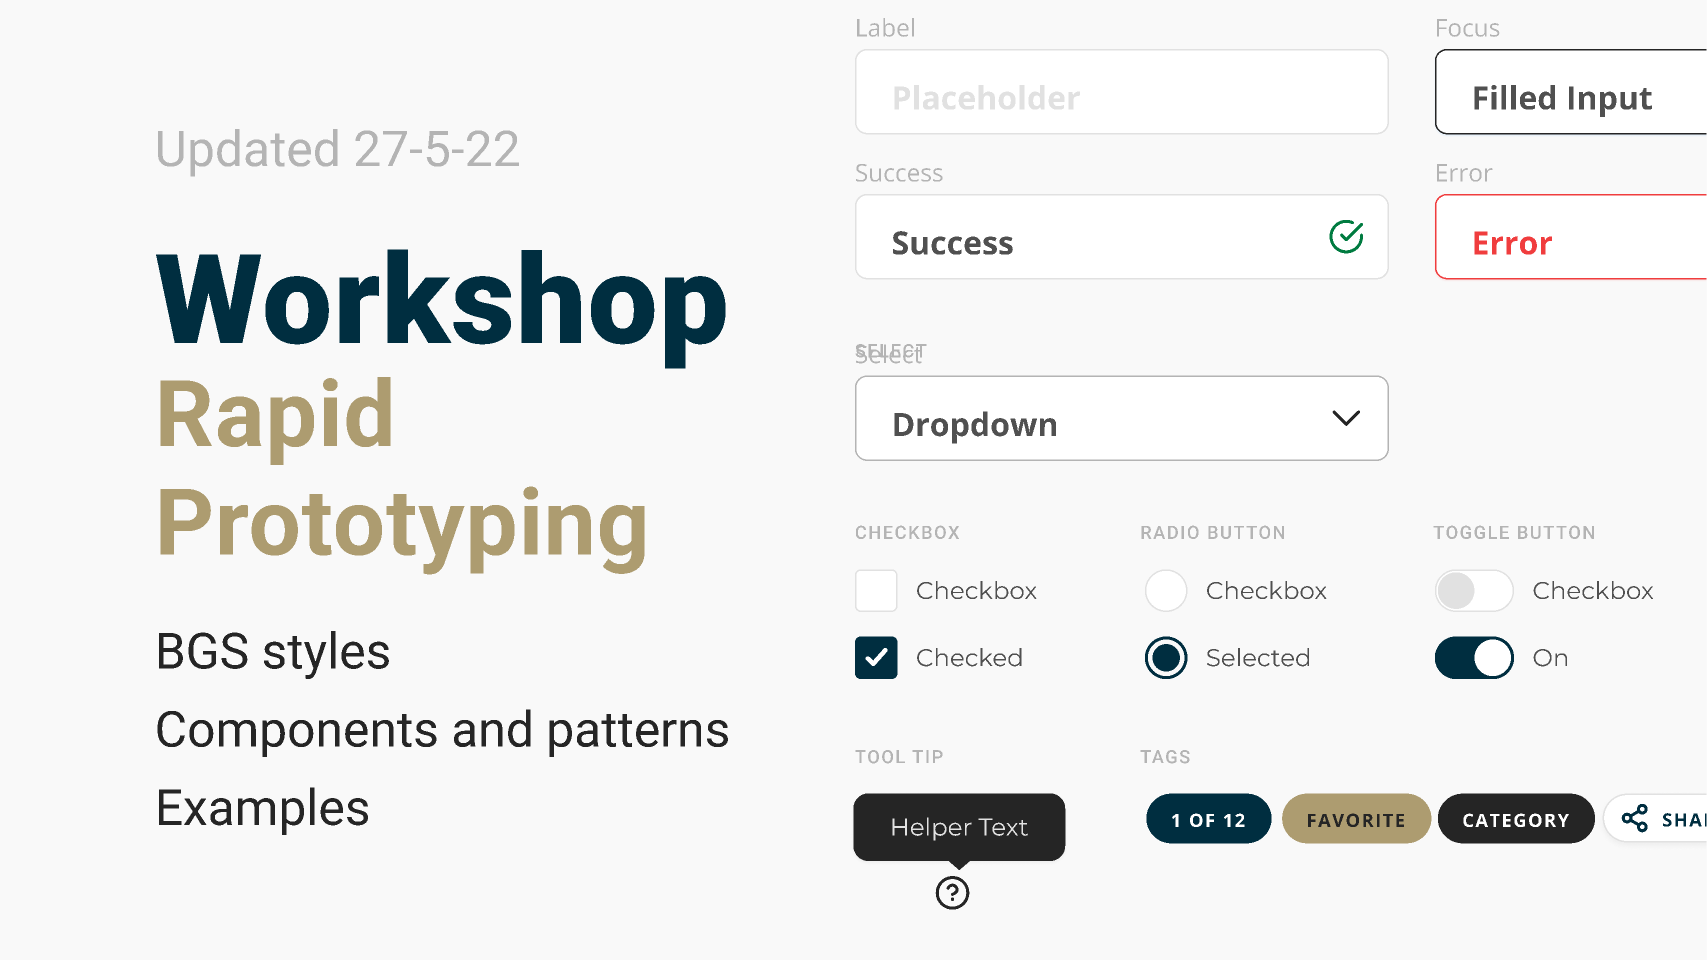 Updated 27-5-22
Workshop
Rapid
Prototyping
BGS styles
Components and patterns
Examples
Label
Placeholder
Focus
Filled Input
Success
Success
Error
Error
SELECT
Select
Dropdown
CHECKBOX
Checkbox
Checked
RADIO BUTTON
Checkbox
Selected
TOGGLE BUTTON
Checkbox
On
TOOL TIP
Helper Text
?
TAGS
1 OF 12
FAVORITE
CATEGORY